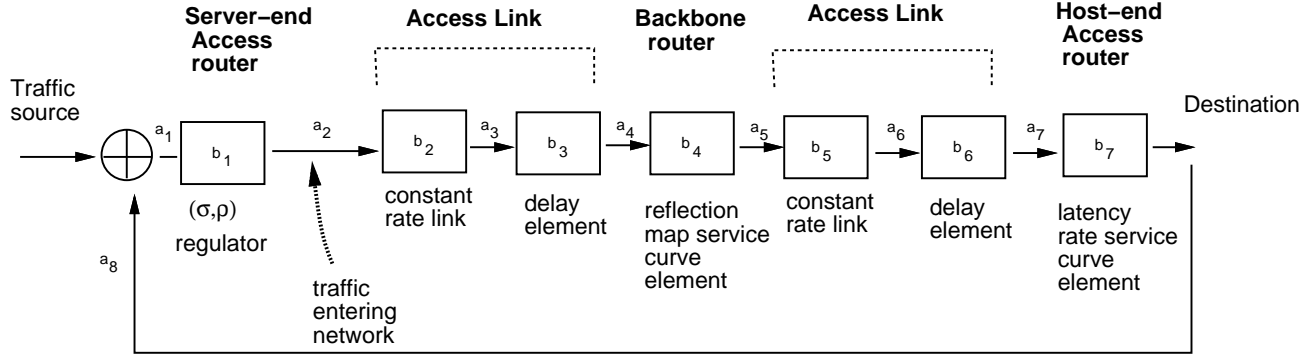 Server–end
Access
router
Access Link
Backbone
router
Access Link
Host–end
Access
router
Traffic
source
Destination
a1
a2
a3
a4
a5
a6
a7
b1
b2
b3
b4
b5
b6
b7
(σ,ρ)
regulator
constant
rate link
delay
element
reflection
map service
curve
element
constant
rate link
delay
element
latency
rate service
curve
element
a8
traffic
entering
network